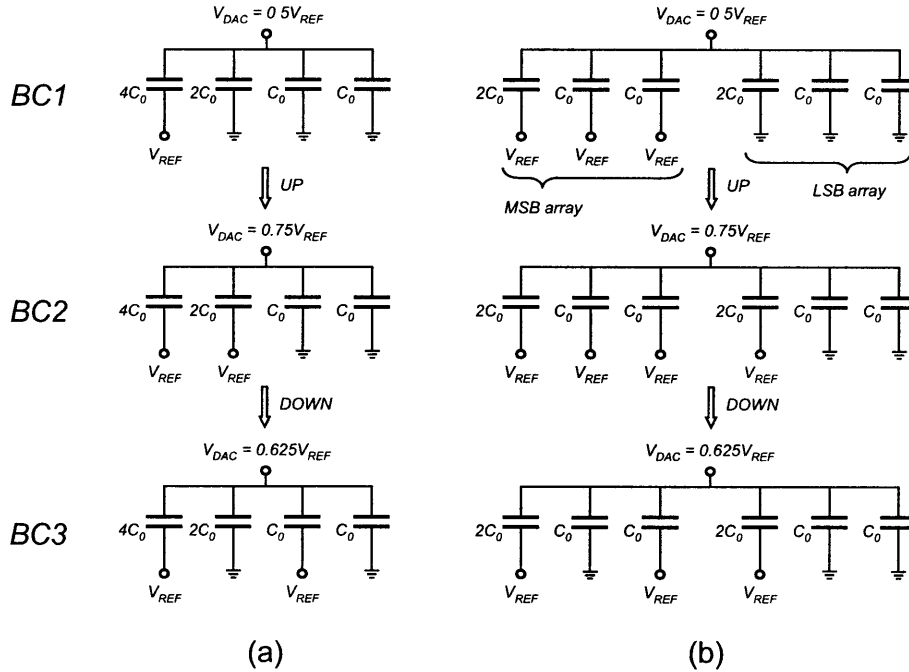 V_DAC = 0 5V_REF V_DAC = 0 5V_REF
BC1 4C_0 2C_0 C_0 C_0 2C_0 C_0 C_0 2C_0 C_0 C_0
V_REF V_REF V_REF V_REF
UP MSB array UP LSB array
V_DAC = 0.75V_REF V_DAC = 0.75V_REF
BC2 4C_0 2C_0 C_0 C_0 2C_0 C_0 C_0 2C_0 C_0 C_0
V_REF V_REF V_REF V_REF V_REF V_REF
DOWN DOWN
V_DAC = 0.625V_REF V_DAC = 0.625V_REF
BC3 4C_0 2C_0 C_0 C_0 2C_0 C_0 C_0 2C_0 C_0 C_0
V_REF V_REF V_REF V_REF V_REF
(a) (b)